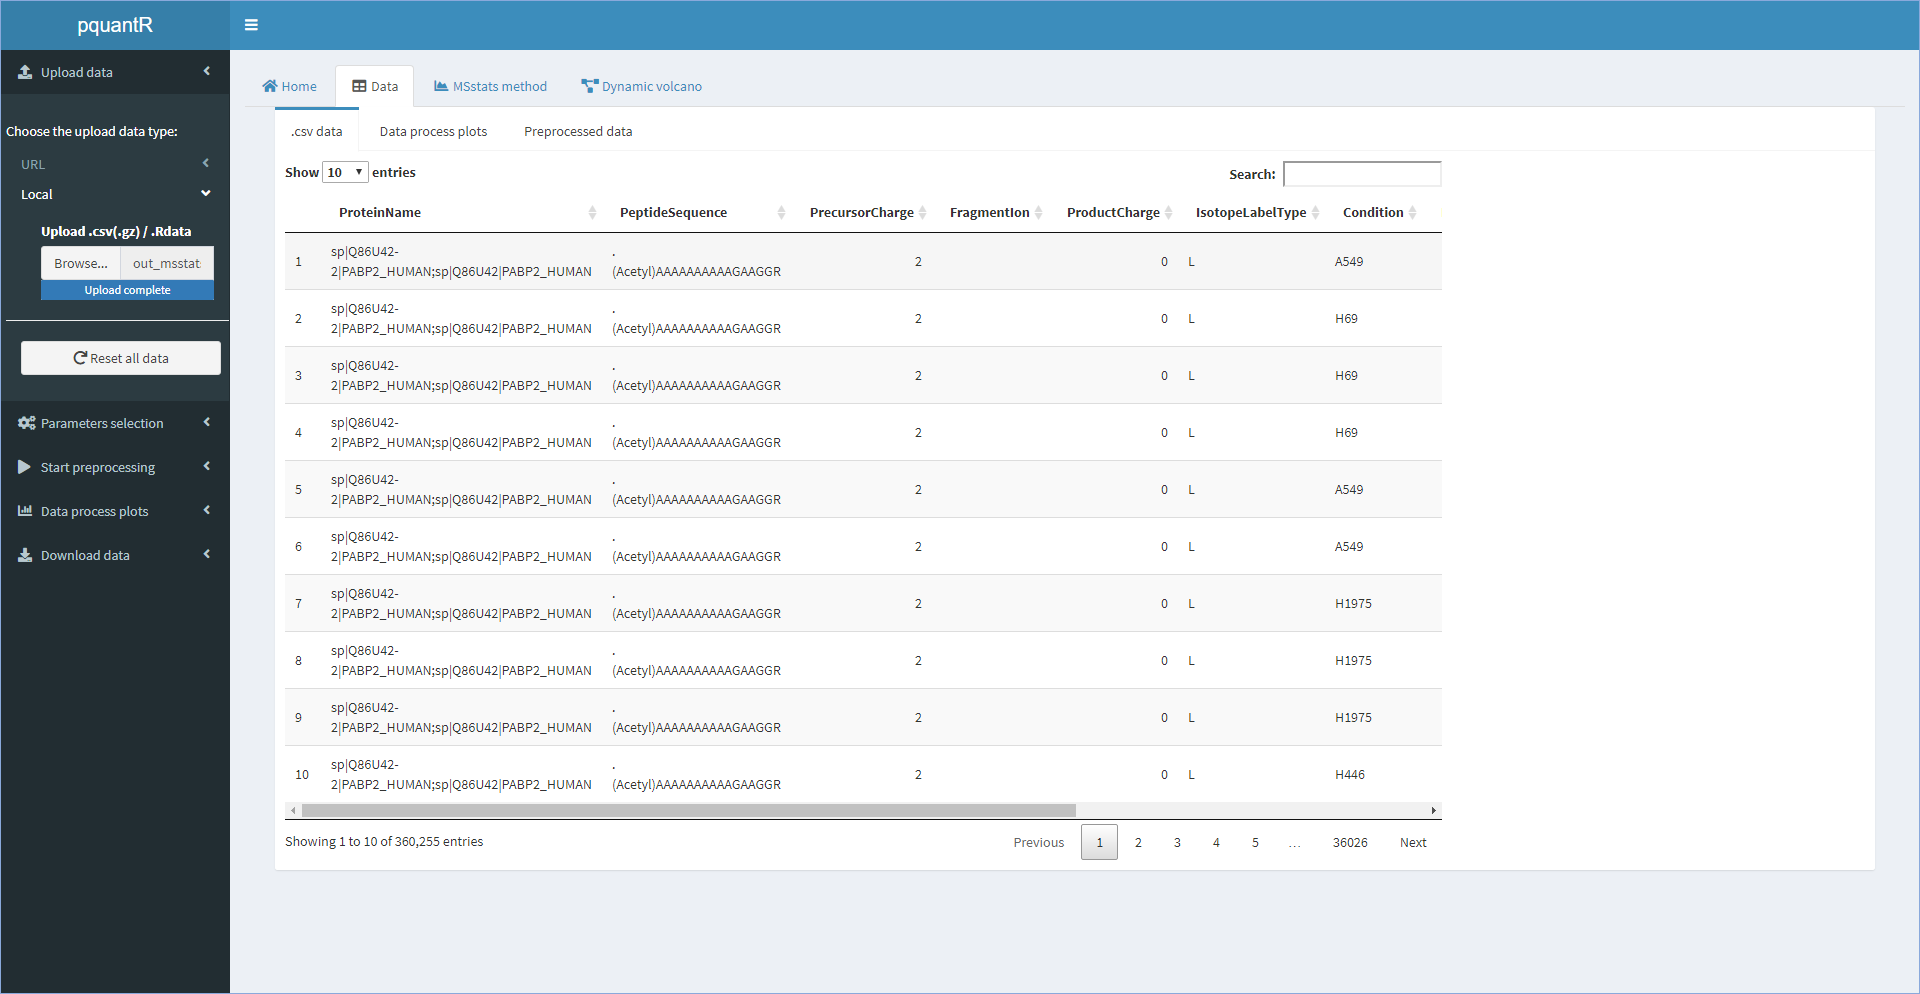 pquantR
Upload data
Choose the upload data type:
URL
Local
Upload .csv(.gz) / .Rdata
Browse... out_msstat
Upload complete
Reset all data
Parameters selection
Start preprocessing
Data process plots
Download data
Home Data MSstats method Dynamic volcano
.csv data Data process plots Preprocessed data
Show 10 entries Search:
ProteinName PeptideSequence PrecursorCharge FragmentIon ProductCharge IsotopeLabelType Condition
sp|Q86U42- .
1 2|PABP2_HUMAN;sp|Q86U42|PABP2_HUMAN (Acetyl)AAAAAAAAAAGAAGGR 2 0 L A549
sp|Q86U42- .
2 2|PABP2_HUMAN;sp|Q86U42|PABP2_HUMAN (Acetyl)AAAAAAAAAAGAAGGR 2 0 L H69
sp|Q86U42- .
3 2|PABP2_HUMAN;sp|Q86U42|PABP2_HUMAN (Acetyl)AAAAAAAAAAGAAGGR 2 0 L H69
sp|Q86U42- .
4 2|PABP2_HUMAN;sp|Q86U42|PABP2_HUMAN (Acetyl)AAAAAAAAAAGAAGGR 2 0 L H69
sp|Q86U42- .
5 2|PABP2_HUMAN;sp|Q86U42|PABP2_HUMAN (Acetyl)AAAAAAAAAAGAAGGR 2 0 L A549
sp|Q86U42- .
6 2|PABP2_HUMAN;sp|Q86U42|PABP2_HUMAN (Acetyl)AAAAAAAAAAGAAGGR 2 0 L A549
sp|Q86U42- .
7 2|PABP2_HUMAN;sp|Q86U42|PABP2_HUMAN (Acetyl)AAAAAAAAAAGAAGGR 2 0 L H1975
sp|Q86U42- .
8 2|PABP2_HUMAN;sp|Q86U42|PABP2_HUMAN (Acetyl)AAAAAAAAAAGAAGGR 2 0 L H1975
sp|Q86U42- .
9 2|PABP2_HUMAN;sp|Q86U42|PABP2_HUMAN (Acetyl)AAAAAAAAAAGAAGGR 2 0 L H1975
sp|Q86U42- .
10 2|PABP2_HUMAN;sp|Q86U42|PABP2_HUMAN (Acetyl)AAAAAAAAAAGAAGGR 2 0 L H446
Showing 1 to 10 of 360,255 entries Previous 1 2 3 4 5 … 36026 Next